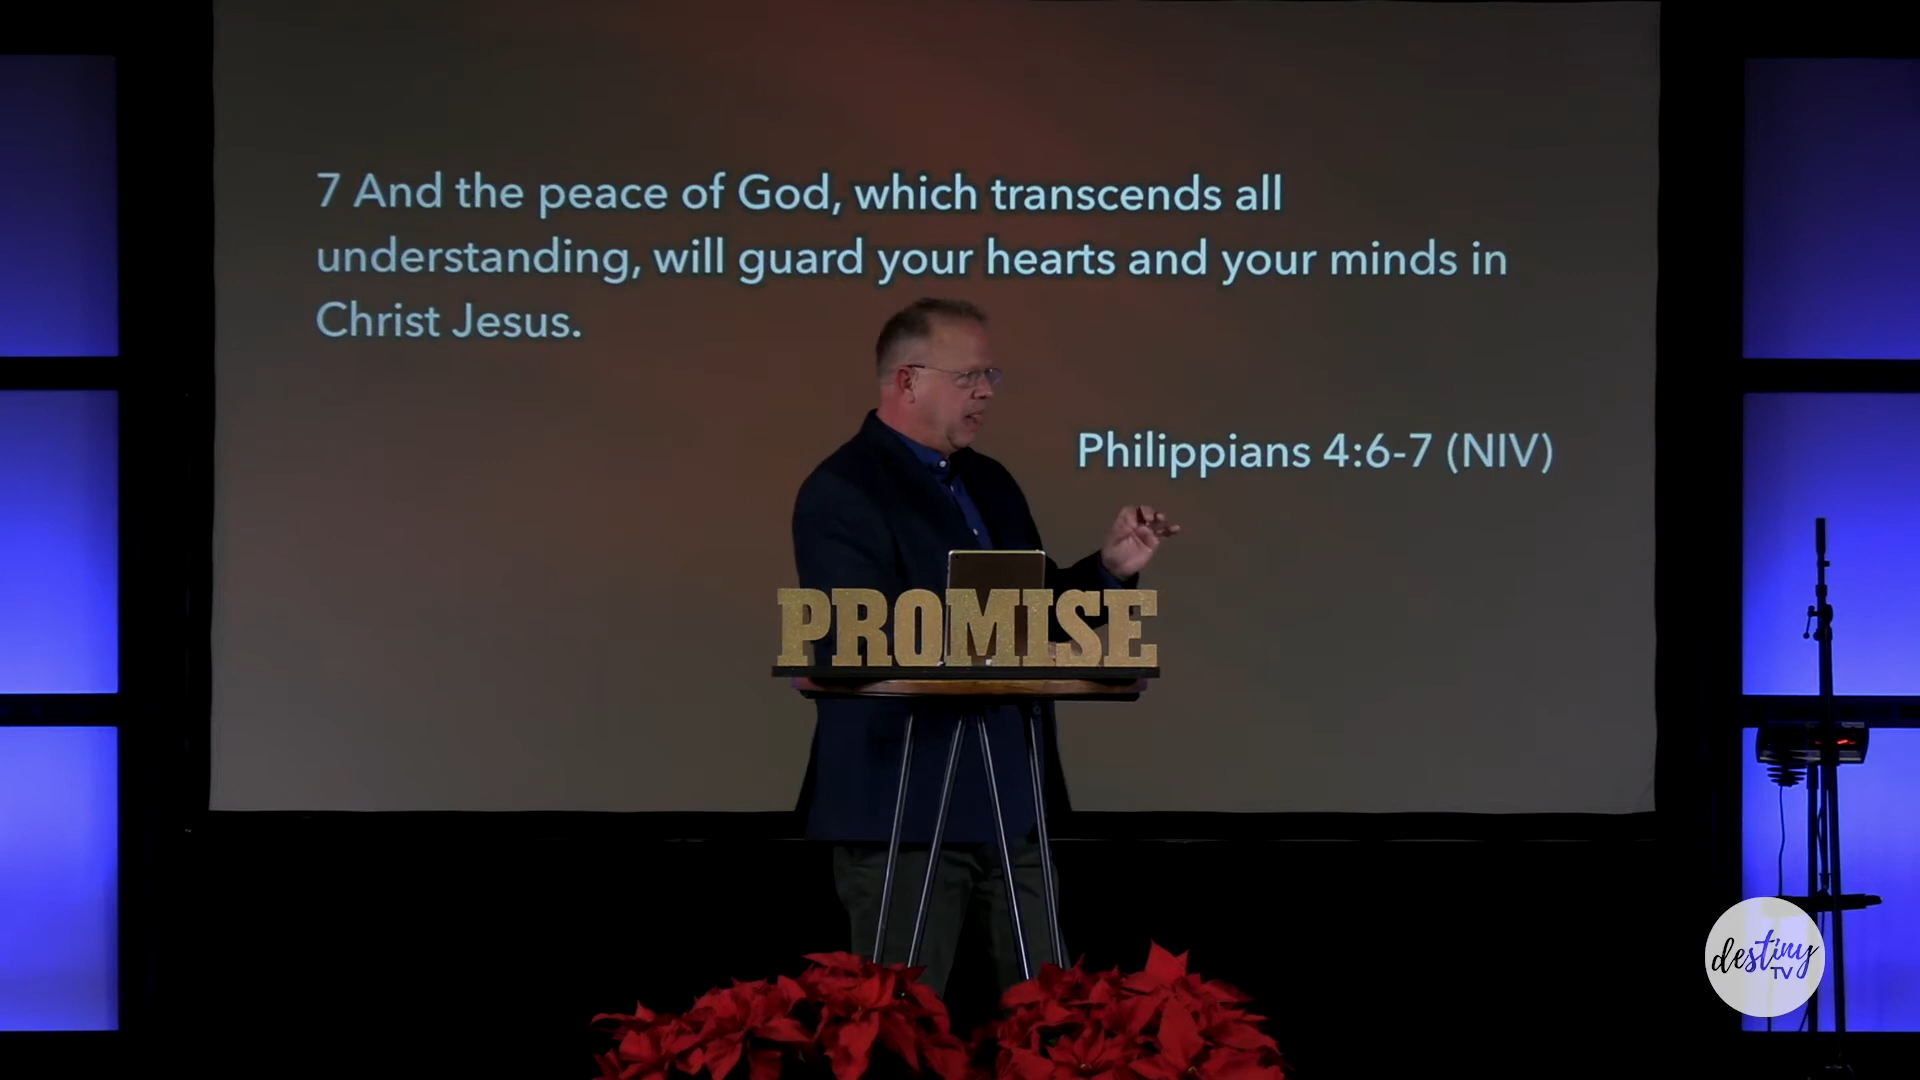 7 And the peace of God, which transcends all
understanding, will guard your hearts and your minds in
Christ Jesus.
Philippians 4:6-7 (NIV)
PROMISE
destiny
TV